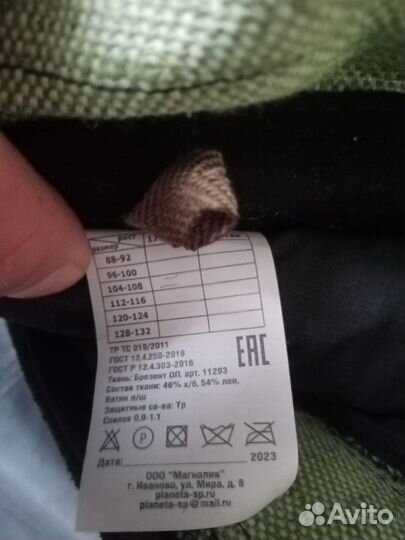 рост 17
размер
88-92
96-100
104-108
112-116
120-124
128-132
ТР ТС 019/2011
ГОСТ 12.4.250-2019
ГОСТ Р 12.4.303-2016
Ткань: Брезент ОП. арт. 11293
Состав ткани: 46% х/б, 54% лен.
Ватин п/ш
Защитные св-ва: Тр
Спилок 0,9-1.1
EAC
P
Дата: 2023
ООО "Магнолия"
г. Иваново, ул. Мира, д. 8
planeta-sp.ru
planeta-sp@mail.ru
Avito